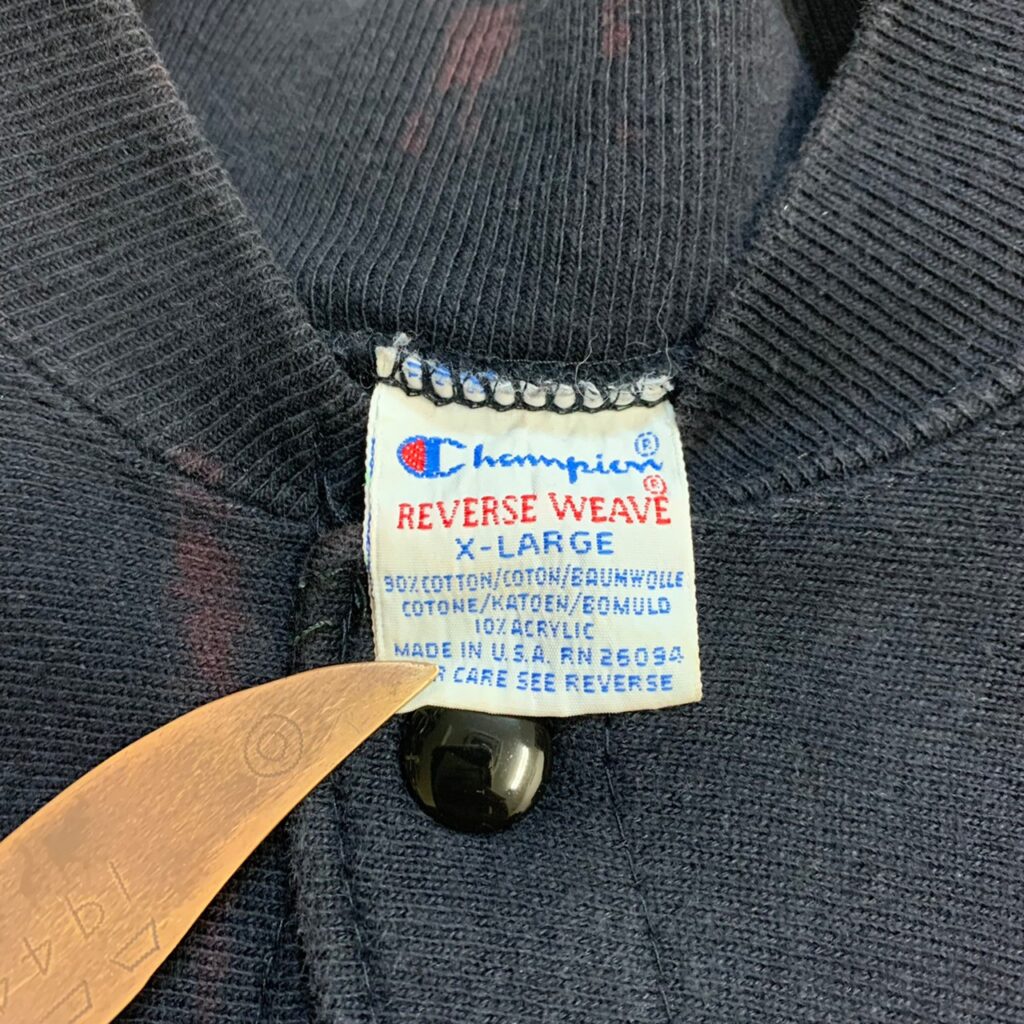 Champion®
REVERSE WEAVE®
X-LARGE
90% COTTON/COTON/BAUMWOLLE
COTONE/KATOEN/BOMULD
10% ACRYLIC
MADE IN U.S.A. RN 26094
CARE SEE REVERSE